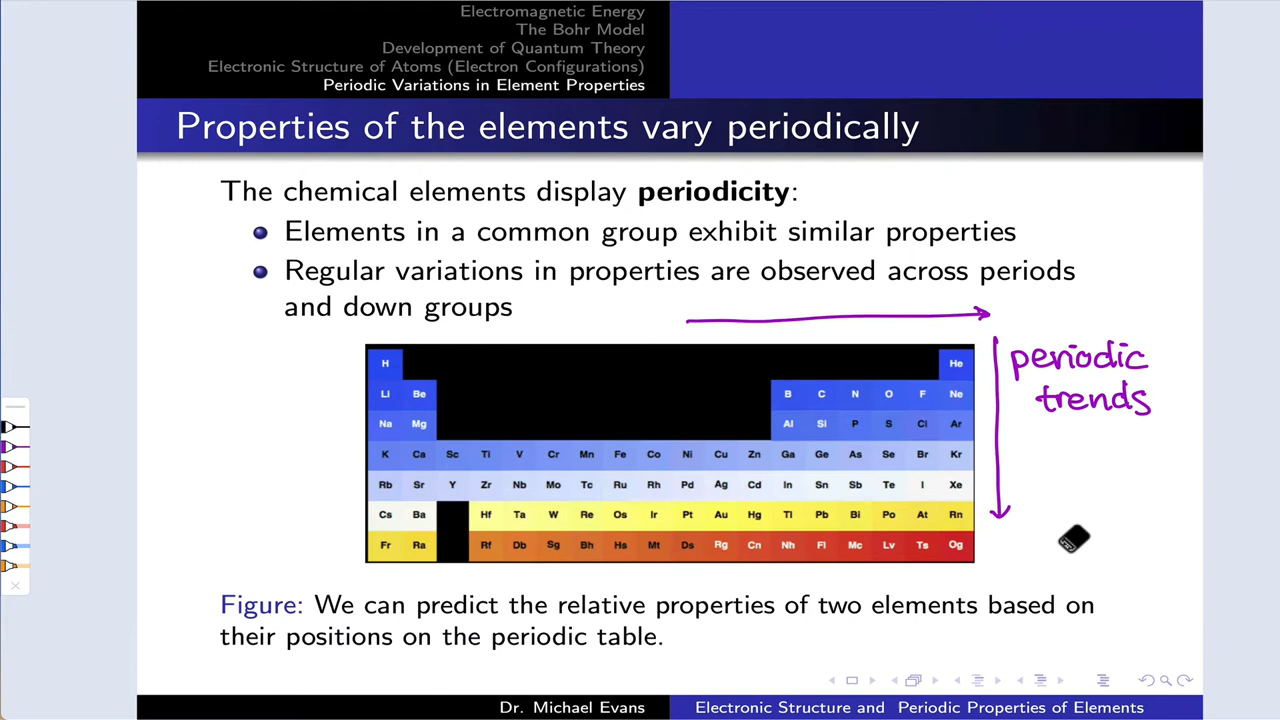 Electromagnetic Energy
The Bohr Model
Development of Quantum Theory
Electronic Structure of Atoms (Electron Configurations)
Periodic Variations in Element Properties
Properties of the elements vary periodically
The chemical elements display periodicity:
Elements in a common group exhibit similar properties
Regular variations in properties are observed across periods
and down groups
periodic
trends
H He
Li Be B C N O F Ne
Na Mg Al Si P S Cl Ar
K Ca Sc Ti V Cr Mn Fe Co Ni Cu Zn Ga Ge As Se Br Kr
Rb Sr Y Zr Nb Mo Tc Ru Rh Pd Ag Cd In Sn Sb Te I Xe
Cs Ba Hf Ta W Re Os Ir Pt Au Hg Tl Pb Bi Po At Rn
Fr Ra Rf Db Sg Bh Hs Mt Ds Rg Cn Nh Fl Mc Lv Ts Og
Figure: We can predict the relative properties of two elements based on
their positions on the periodic table.
Dr. Michael Evans Electronic Structure and Periodic Properties of Elements